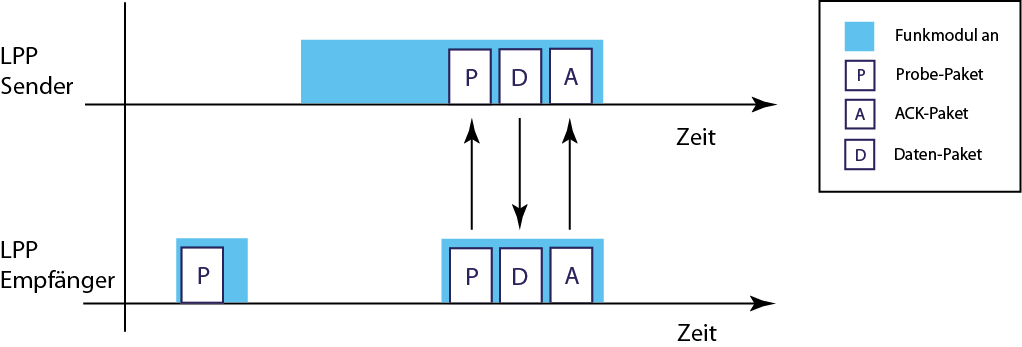 LPP
Sender
P
D
A
Zeit
LPP
Empfänger
P
P
D
A
Zeit
Funkmodul an
P Probe-Paket
A ACK-Paket
D Daten-Paket